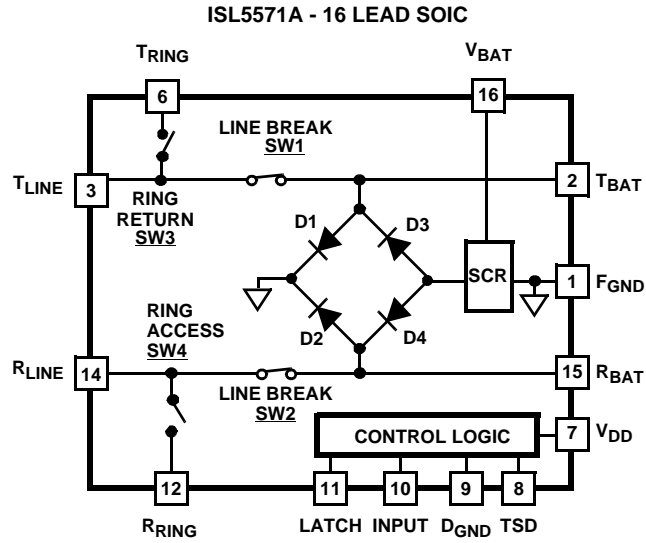 ISL5571A - 16 LEAD SOIC
TRING
VBAT
6
16
LINE BREAK
SW1
TLINE
3
2
TBAT
RING
RETURN
SW3
D1
D3
SCR
1
FGND
RING
ACCESS
SW4
D2
D4
RLINE
14
15
RBAT
LINE BREAK
SW2
CONTROL LOGIC
7
VDD
12
11
10
9
8
RRING
LATCH
INPUT
DGND
TSD